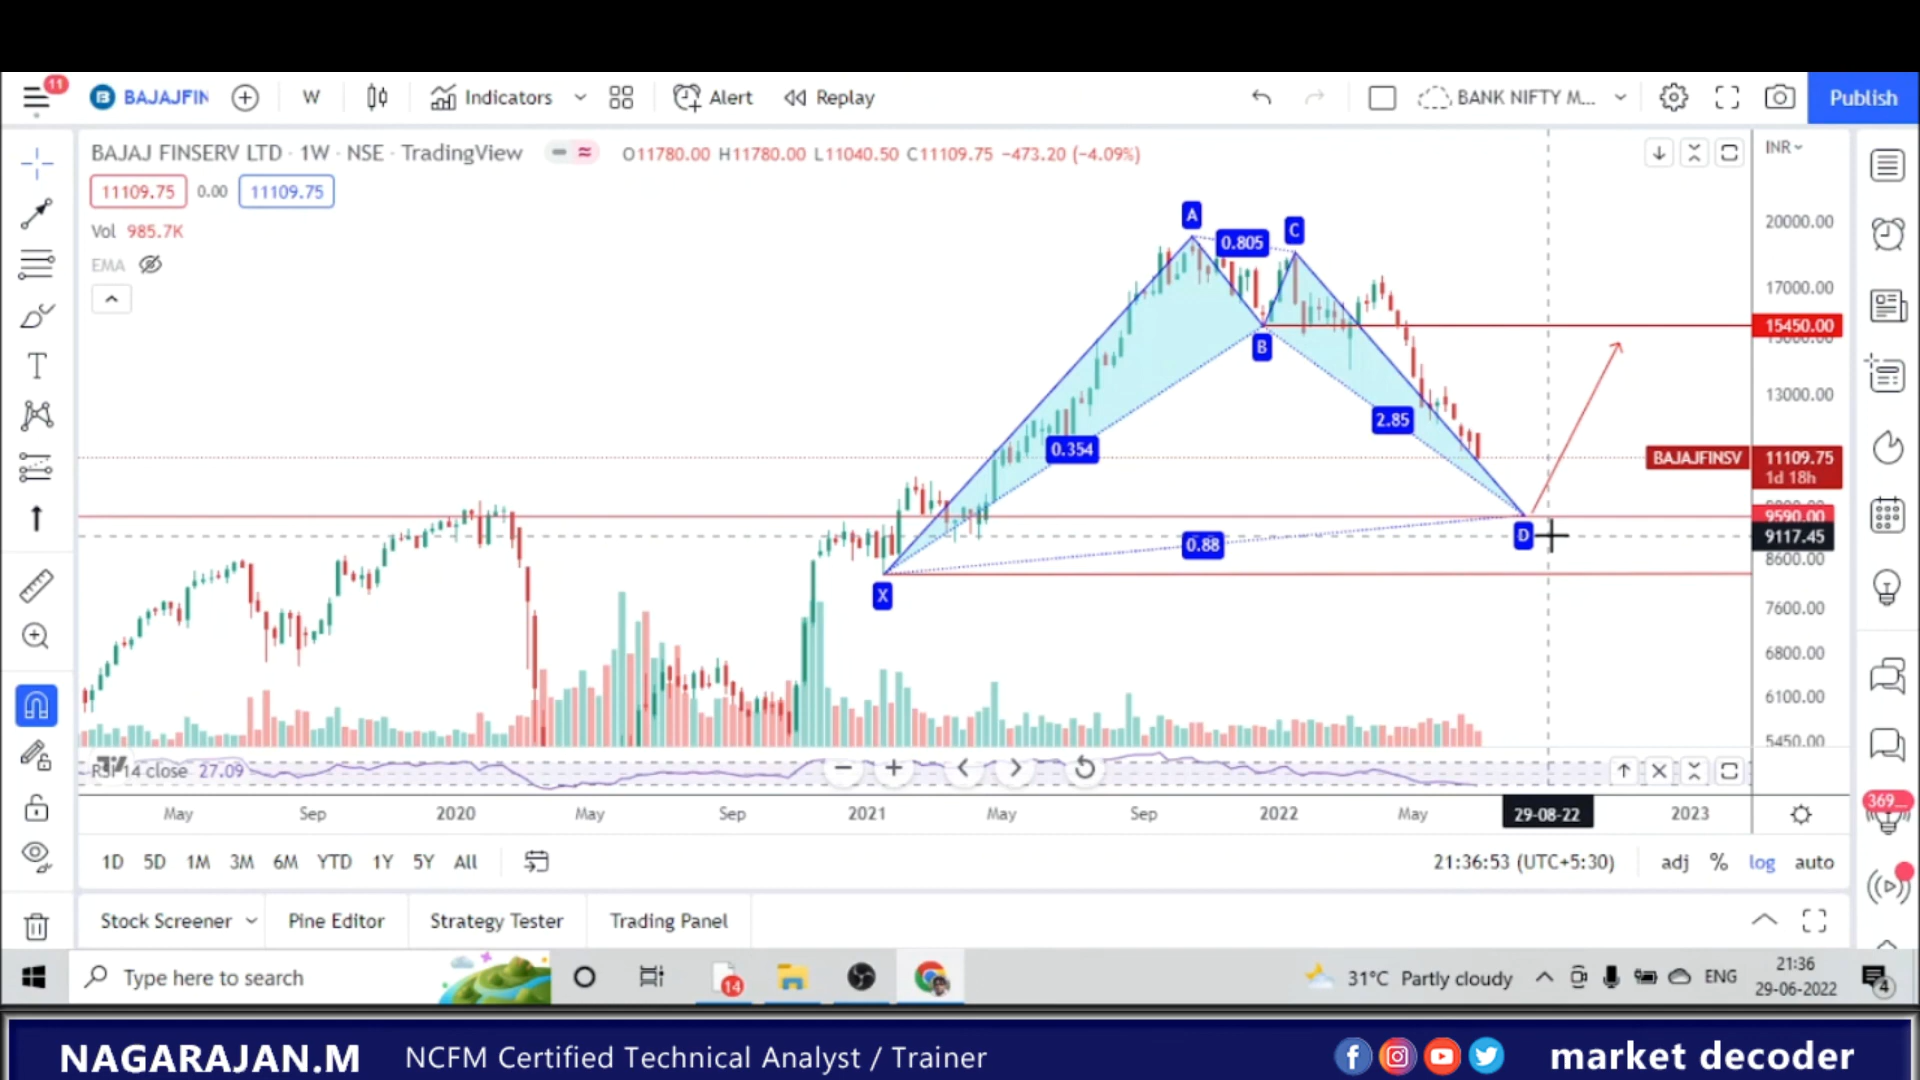 11
BAJAJFIN
W
Indicators
Alert
Replay
BANK NIFTY M...
Publish
BAJAJ FINSERV LTD · 1W · NSE · TradingView
O11780.00 H11780.00 L11040.50 C11109.75 −473.20 (−4.09%)
INR
11109.75
0.00
11109.75
Vol 985.7K
EMA
A
C
0.805
20000.00
17000.00
15450.00
B
13000.00
2.85
0.354
BAJAJFINSV
11109.75
1d 18h
9590.00
D
9117.45
0.88
8600.00
X
7600.00
6800.00
6100.00
5450.00
RSI 14 close 27.09
May
Sep
2020
May
Sep
2021
May
Sep
2022
May
29-08-22
2023
369
1D 5D 1M 3M 6M YTD 1Y 5Y All
21:36:53 (UTC+5:30)
adj % log auto
Stock Screener
Pine Editor
Strategy Tester
Trading Panel
Type here to search
14
31°C Partly cloudy
ENG
21:36
29-06-2022
4
NAGARAJAN.M
NCFM Certified Technical Analyst / Trainer
market decoder